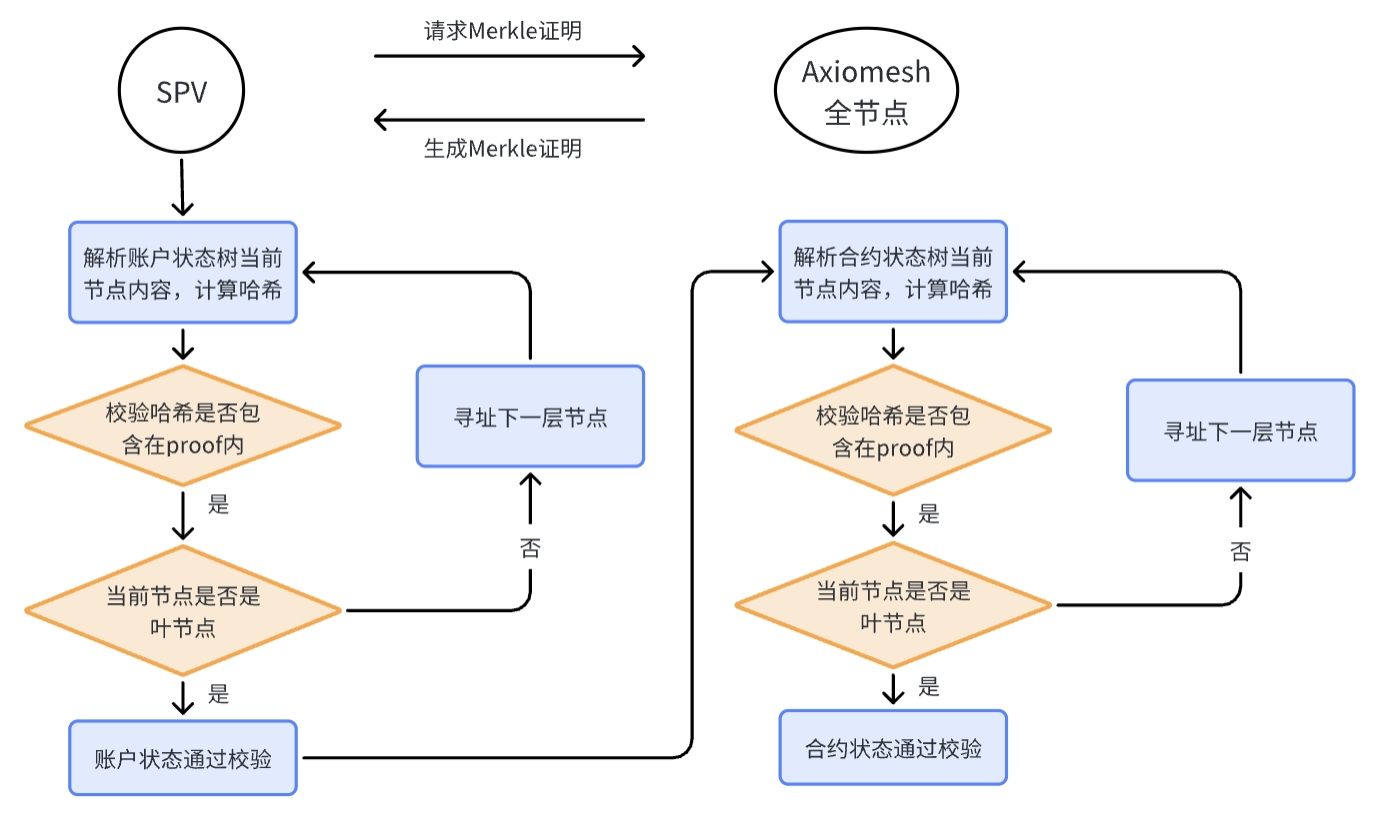 请求Merkle证明
SPV
Axiomesh
全节点
生成Merkle证明
解析账户状态树当前
节点内容，计算哈希
校验哈希是否包
含在proof内
是
当前节点是否是
叶节点
是
账户状态通过校验
寻址下一层节点
否
解析合约状态树当前
节点内容，计算哈希
校验哈希是否包
含在proof内
是
当前节点是否是
叶节点
是
合约状态通过校验
寻址下一层节点
否